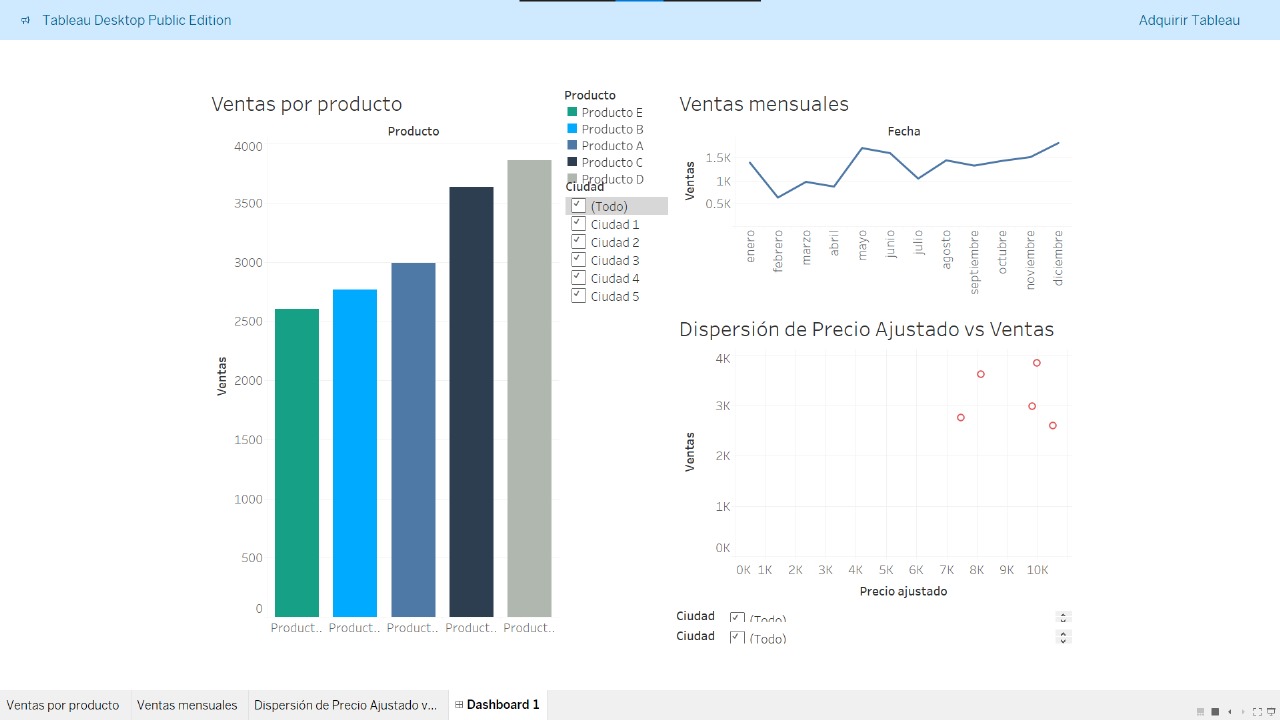 Tableau Desktop Public Edition
Adquirir Tableau
Ventas por producto
Producto
4000
3500
3000
2500
2000
1500
1000
500
0
Ventas
Product..
Product..
Product..
Product..
Product..
Producto
Producto E
Producto B
Producto A
Producto C
Producto D
Ciudad
(Todo)
Ciudad 1
Ciudad 2
Ciudad 3
Ciudad 4
Ciudad 5
Ventas mensuales
Fecha
Ventas
1.5K
1K
0.5K
enero
febrero
marzo
abril
mayo
junio
julio
agosto
septiembre
octubre
noviembre
diciembre
Dispersión de Precio Ajustado vs Ventas
Ventas
4K
3K
2K
1K
0K
0K 1K 2K 3K 4K 5K 6K 7K 8K 9K 10K
Precio ajustado
Ciudad (Todo)
Ciudad (Todo)
Ventas por producto
Ventas mensuales
Dispersión de Precio Ajustado v...
Dashboard 1